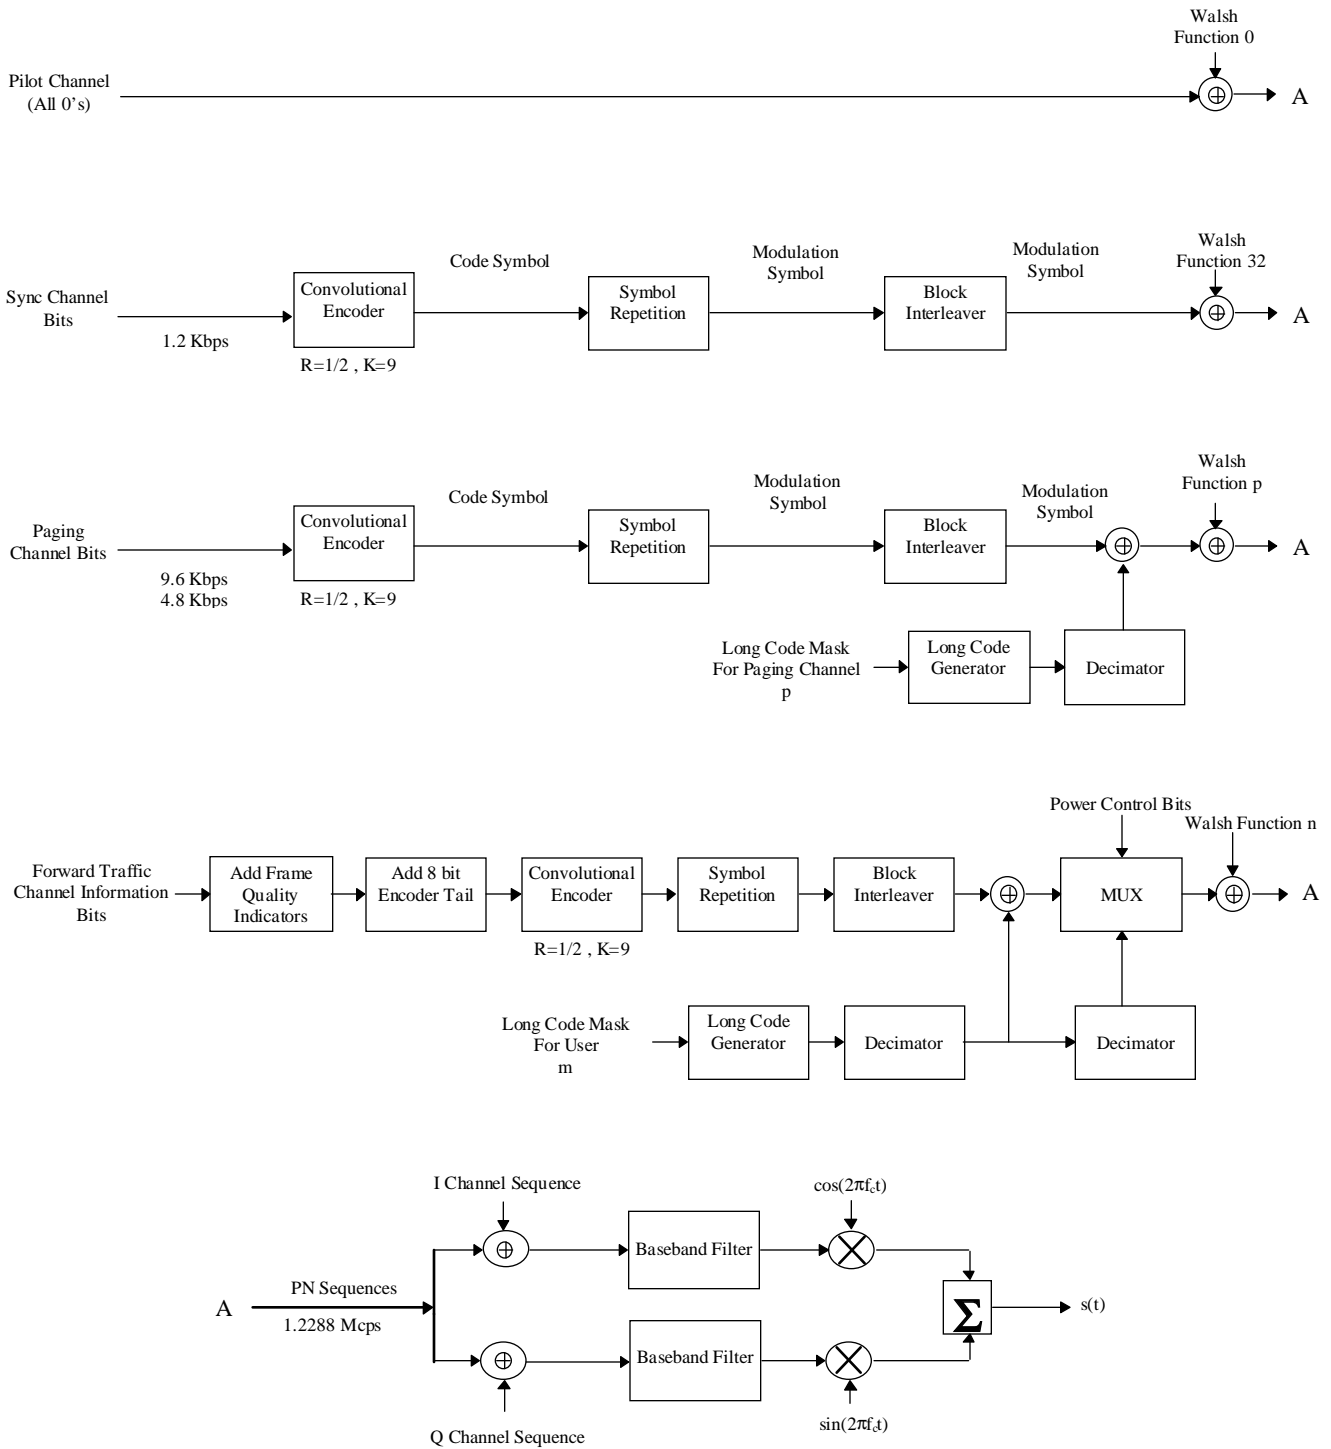 Walsh
Function 0
Pilot Channel
(All 0's)
A
Code Symbol
Modulation
Symbol
Modulation
Symbol
Walsh
Function 32
Sync Channel
Bits
1.2 Kbps
Convolutional
Encoder
R=1/2 , K=9
Symbol
Repetition
Block
Interleaver
A
Code Symbol
Modulation
Symbol
Modulation
Symbol
Walsh
Function p
Paging
Channel Bits
9.6 Kbps
4.8 Kbps
Convolutional
Encoder
R=1/2 , K=9
Symbol
Repetition
Block
Interleaver
A
Long Code Mask
For Paging Channel
p
Long Code
Generator
Decimator
Power Control Bits
Walsh Function n
Forward Traffic
Channel Information
Bits
Add Frame
Quality
Indicators
Add 8 bit
Encoder Tail
Convolutional
Encoder
R=1/2 , K=9
Symbol
Repetition
Block
Interleaver
MUX
A
Long Code Mask
For User
m
Long Code
Generator
Decimator
Decimator
I Channel Sequence
cos(2πf_ct)
Baseband Filter
A
PN Sequences
1.2288 Mcps
Σ
s(t)
Baseband Filter
Q Channel Sequence
sin(2πf_ct)